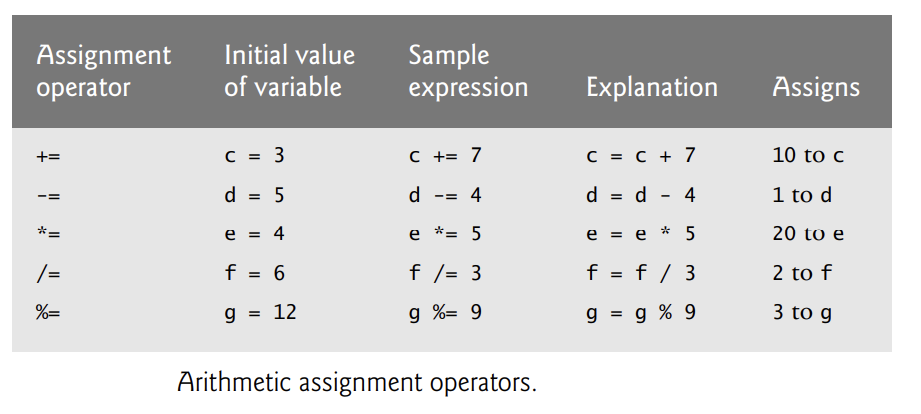 Assignment operator Initial value of variable Sample expression Explanation Assigns
+= c = 3 c += 7 c = c + 7 10 to c
-= d = 5 d -= 4 d = d - 4 1 to d
*= e = 4 e *= 5 e = e * 5 20 to e
/= f = 6 f /= 3 f = f / 3 2 to f
%= g = 12 g %= 9 g = g % 9 3 to g
Arithmetic assignment operators.